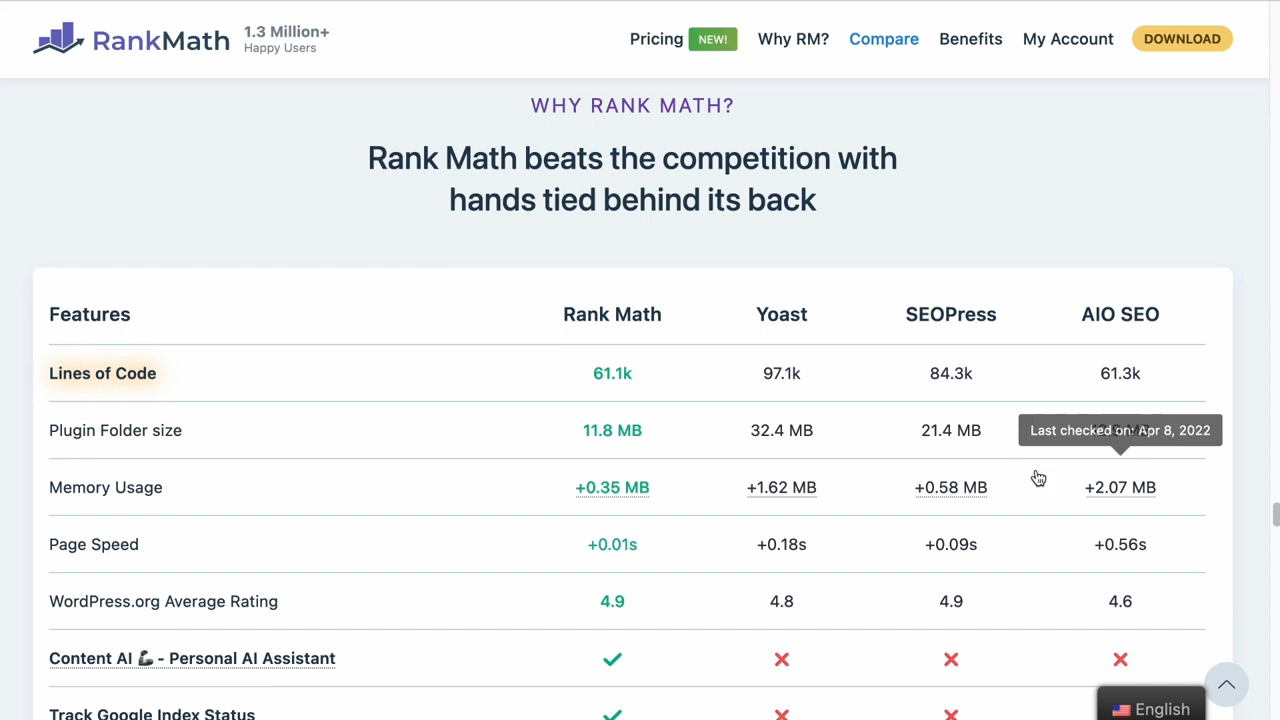 RankMath
1.3 Million+
Happy Users
Pricing NEW! Why RM? Compare Benefits My Account DOWNLOAD
WHY RANK MATH?
Rank Math beats the competition with
hands tied behind its back
Features Rank Math Yoast SEOPress AIO SEO
Lines of Code 61.1k 97.1k 84.3k 61.3k
Plugin Folder size 11.8 MB 32.4 MB 21.4 MB
Last checked on: Apr 8, 2022
Memory Usage +0.35 MB +1.62 MB +0.58 MB +2.07 MB
Page Speed +0.01s +0.18s +0.09s +0.56s
WordPress.org Average Rating 4.9 4.8 4.9 4.6
Content AI 💪 - Personal AI Assistant
Track Google Index Status
English